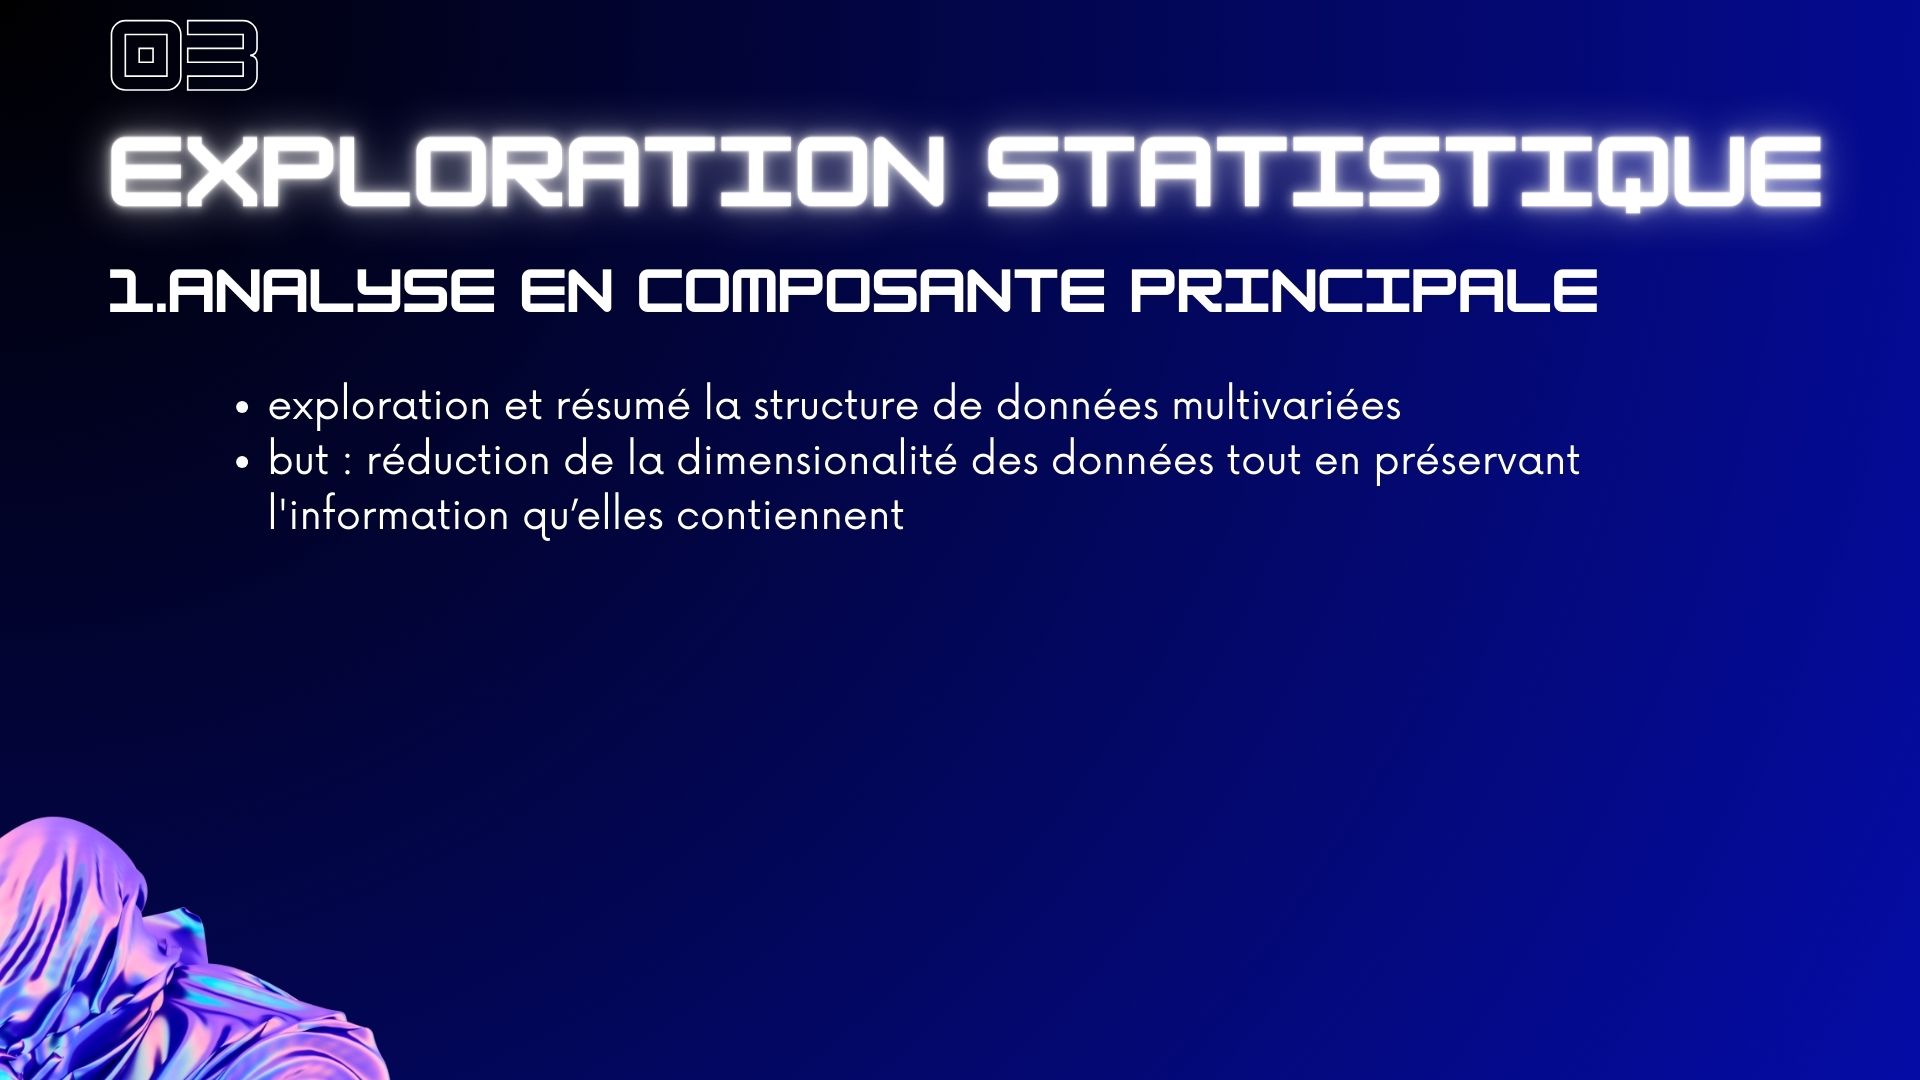 03
EXPLORATION STATISTIQUE
1.ANALYSE EN COMPOSANTE PRINCIPALE
• exploration et résumé la structure de données multivariées
• but : réduction de la dimensionalité des données tout en préservant
l'information qu’elles contiennent